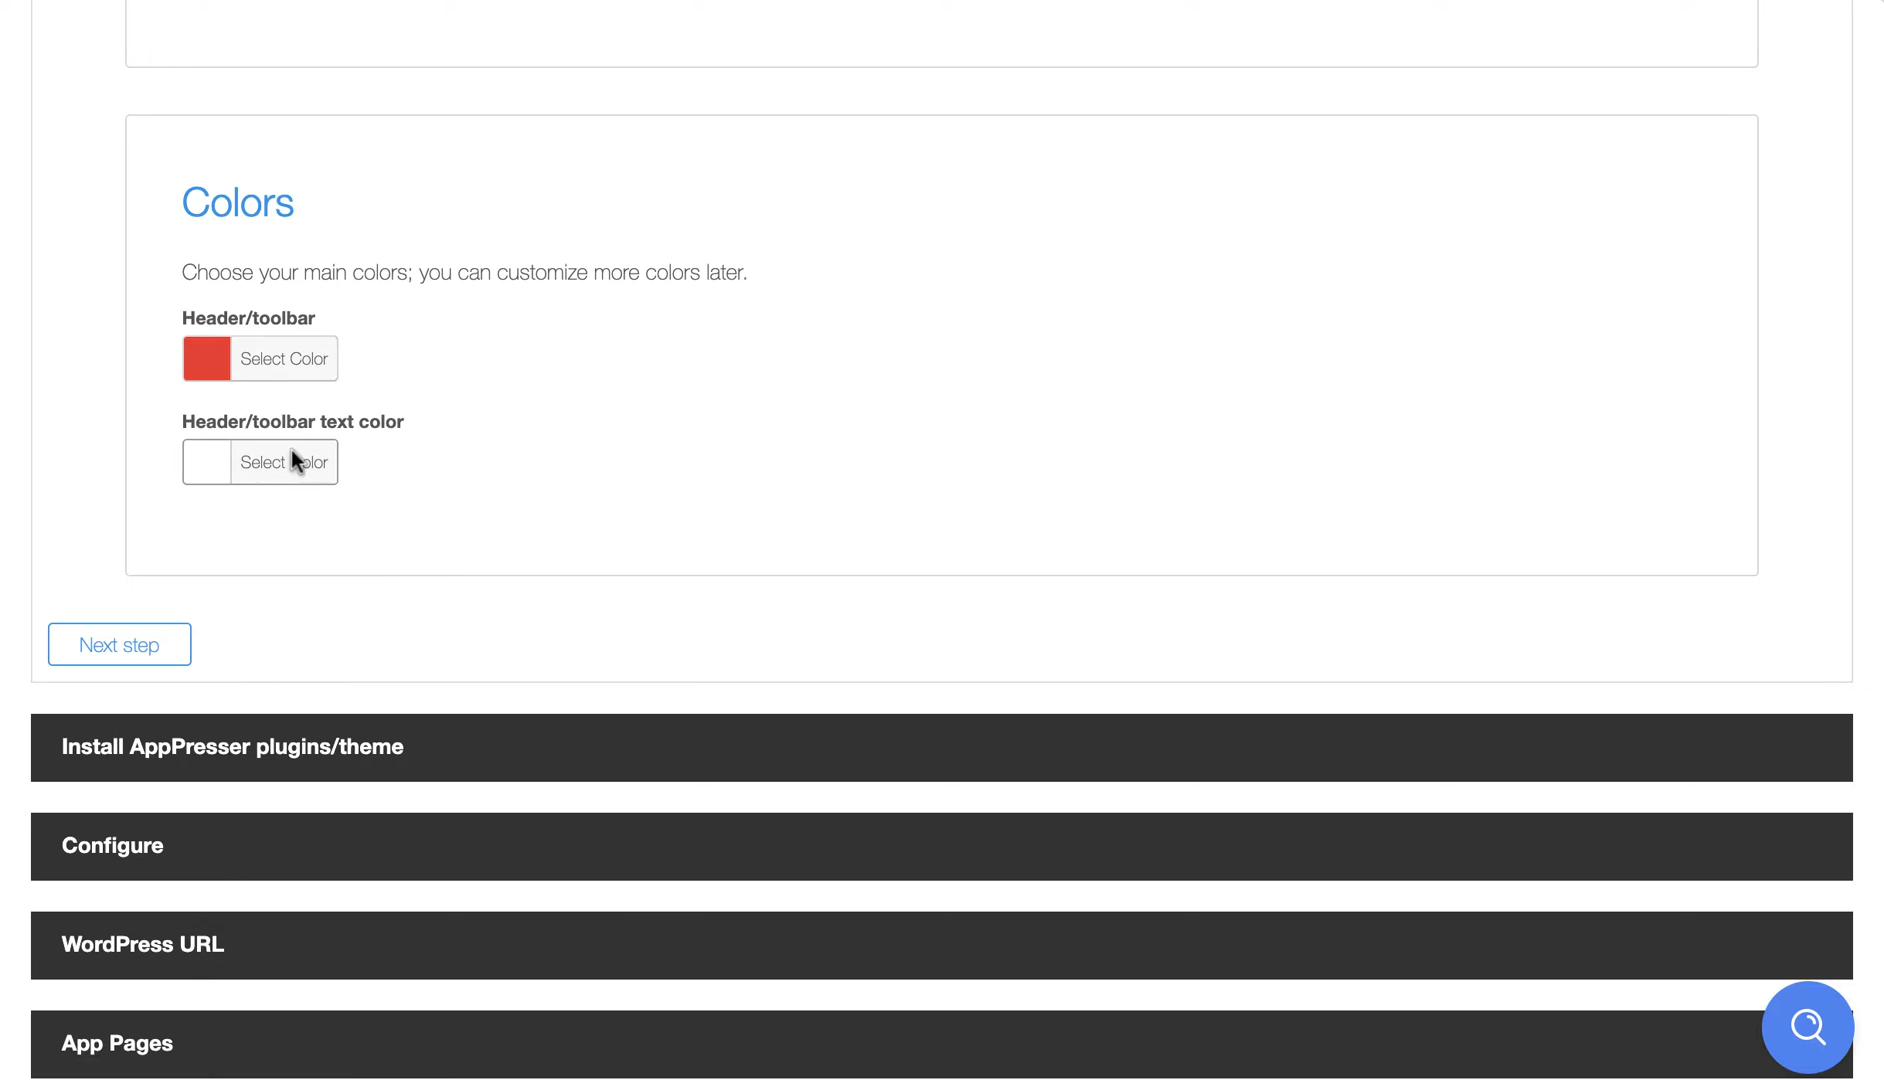 Colors
Choose your main colors; you can customize more colors later.
Header/toolbar
Select Color
Header/toolbar text color
Select Color
Next step
Install AppPresser plugins/theme
Configure
WordPress URL
App Pages